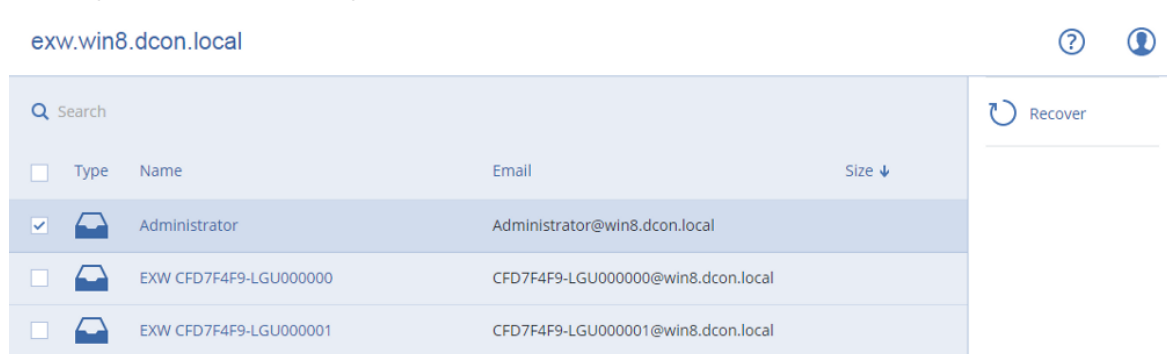 exw.win8.dcon.local
Search
Recover
Type Name Email Size
Administrator Administrator@win8.dcon.local
EXW CFD7F4F9-LGU000000 CFD7F4F9-LGU000000@win8.dcon.local
EXW CFD7F4F9-LGU000001 CFD7F4F9-LGU000001@win8.dcon.local